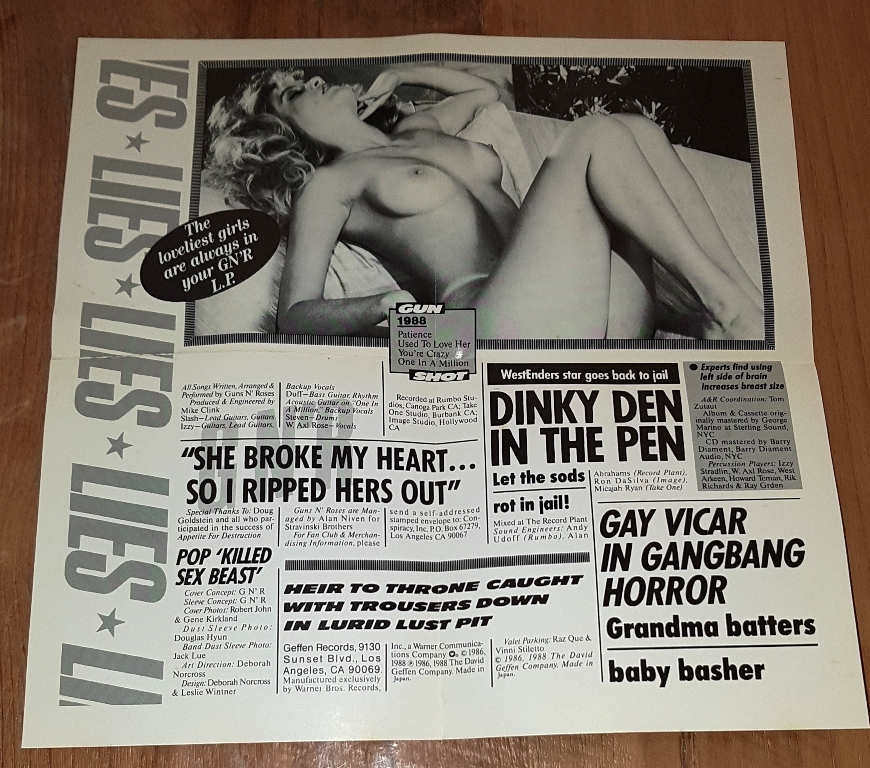 LIES ★ LIES ★ LIES ★ LIES ★
The
loveliest girls
are always in
your GN'R
L.P.
GUN
1988
Patience
Used To Love Her
You're Crazy
One In A Million
SHOT
All Songs Written, Arranged &
Performed by Guns N' Roses
Produced & Engineered by
Mike Clink
Slash—Lead Guitars, Guitars
Izzy—Guitars, Lead Guitars,
Backup Vocals
Duff—Bass Guitar, Rhythm
Acoustic Guitar on "One In
A Million," Backup Vocals
Steven—Drums
W. Axl Rose—Vocals
Recorded at Rumbo Stu-
dios, Canoga Park CA; Take
One Studio, Burbank CA;
Image Studio, Hollywood
CA
GNR
"SHE BROKE MY HEART...
SO I RIPPED HERS OUT"
Special Thanks To: Doug
Goldstein and all who par-
ticipated in the success of
Appetite For Destruction
Guns N' Roses are Man-
aged by Alan Niven for
Stravinski Brothers
For Fan Club & Merchan-
dising Information, please
send a self-addressed
stamped envelope to: Con-
spiracy, Inc. P.O. Box 67279,
Los Angeles CA 90067
WestEnders star goes back to jail
DINKY DEN
IN THE PEN
Let the sods
rot in jail!
Mixed at The Record Plant
Sound Engineers: Andy
Udoff (Rumbo), Alan
Abrahams (Record Plant),
Ron DaSilva (Image),
Micajah Ryan (Take One)
● Experts find using
left side of brain
increases breast size
A&R Coordination: Tom
Zutaut
Album & Cassette orig-
inally mastered by George
Marino at Sterling Sound,
NYC
CD mastered by Barry
Diament, Barry Diament
Audio, NYC
Percussion Players: Izzy
Stradlin, W. Axl Rose, West
Arkeen, Howard Teman, Rik
Richards & Ray Grden
POP 'KILLED
SEX BEAST'
Cover Concept: G N' R
Sleeve Concept: G N' R
Cover Photos: Robert John
& Gene Kirkland
Dust Sleeve Photo:
Douglas Hyun
Band Dust Sleeve Photo:
Jack Lue
Art Direction: Deborah
Norcross
Design: Deborah Norcross
& Leslie Wintner
HEIR TO THRONE CAUGHT
WITH TROUSERS DOWN
IN LURID LUST PIT
Geffen Records, 9130
Sunset Blvd., Los
Angeles, CA 90069.
Manufactured exclusively
by Warner Bros. Records,
Inc., a Warner Communica-
tions Company. © 1986,
1988 ℗ 1986, 1988 The David
Geffen Company. Made in
Japan.
Valet Parking: Raz Que &
Vinni Stiletto
© 1986, 1988 The David
Geffen Company. Made in
Japan.
GAY VICAR
IN GANGBANG
HORROR
Grandma batters
baby basher